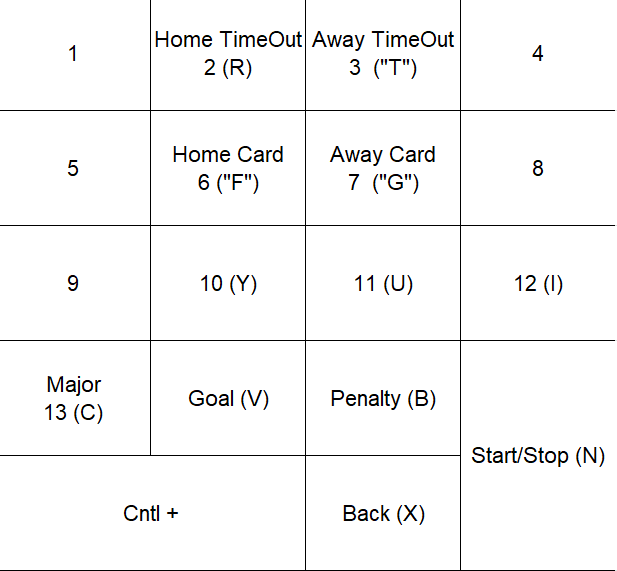 1
Home TimeOut
2 (R)
Away TimeOut
3  ("T")
4
5
Home Card
6 ("F")
Away Card
7  ("G")
8
9
10 (Y)
11 (U)
12 (I)
Major
13 (C)
Goal (V)
Penalty (B)
Start/Stop (N)
Cntl +
Back (X)